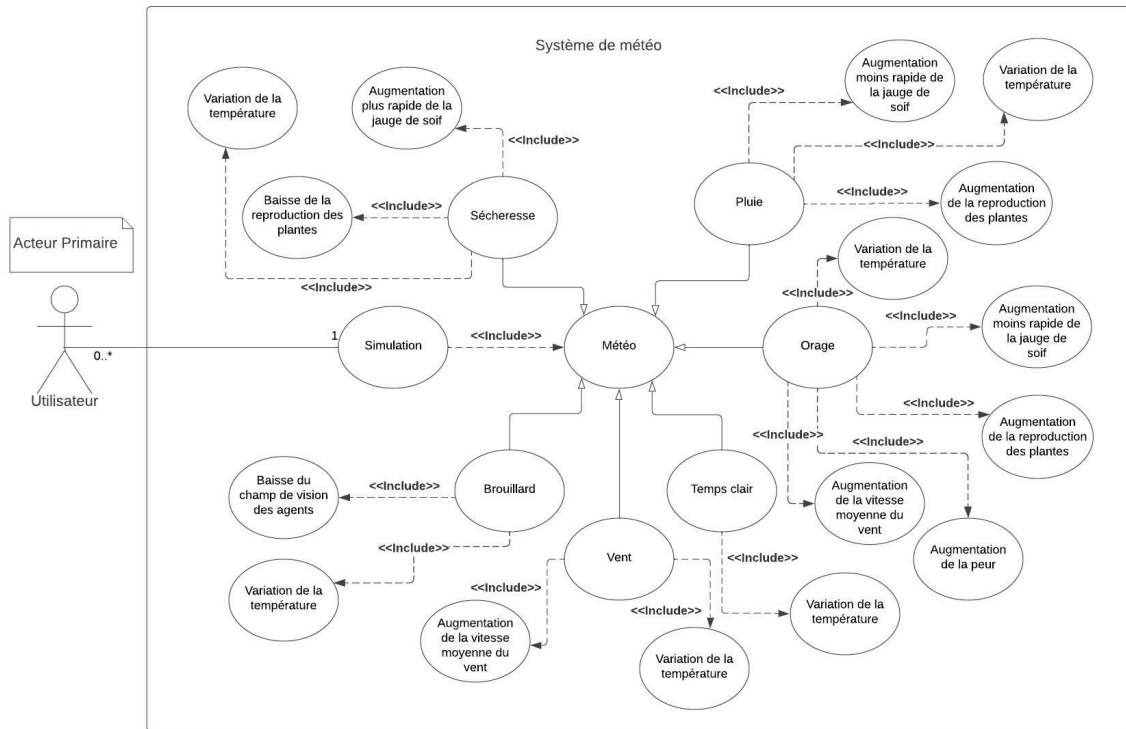 Système de météo
Variation de la
température
Augmentation
plus rapide de la
jauge de soif
<<Include>>
Augmentation
moins rapide de
la jauge de
soif
Variation de la
température
<<Include>>
<<Include>>
Baisse de la
reproduction des
plantes
<<Include>>
Sécheresse
Pluie
<<Include>>
Augmentation
de la reproduction
des plantes
Acteur Primaire
<<Include>>
Variation de la
température
<<Include>>
Utilisateur
0..*
1
Simulation
<<Include>>
Météo
Orage
<<Include>>
Augmentation
moins rapide de
la jauge de
soif
<<Include>>
Augmentation
de la reproduction
des plantes
<<Include>>
<<Include>>
Baisse du
champ de vision
des agents
<<Include>>
Brouillard
Temps clair
Augmentation
de la vitesse
moyenne du
vent
Augmentation
de la peur
<<Include>>
Variation de la
température
Vent
<<Include>>
<<Include>>
Augmentation
de la vitesse
moyenne du
vent
<<Include>>
Variation de la
température
Variation de la
température